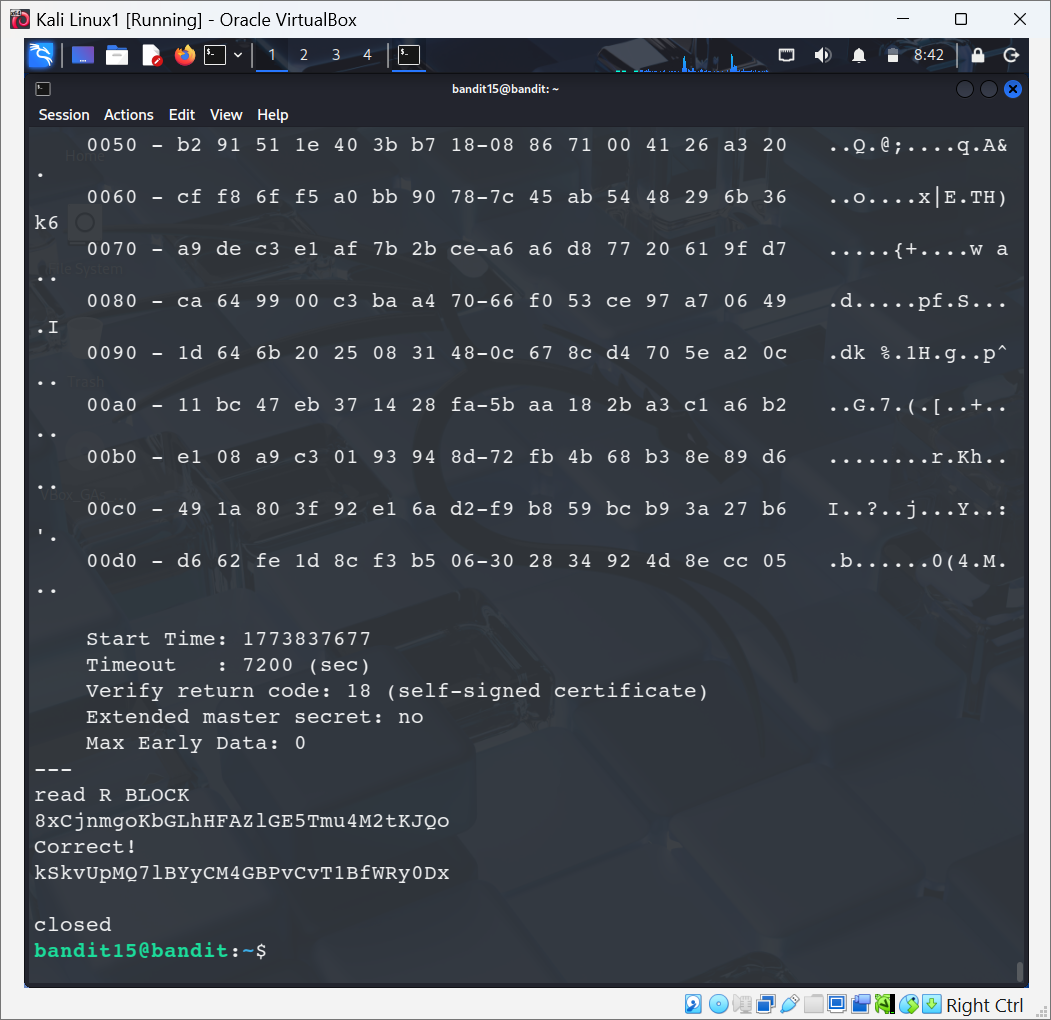 Kali Linux1 [Running] - Oracle VirtualBox
1 2 3 4 8:42
bandit15@bandit: ~
Session Actions Edit View Help
0050 - b2 91 51 1e 40 3b b7 18-08 86 71 00 41 26 a3 20   ..Q.@;....q.A&
.
0060 - cf f8 6f f5 a0 bb 90 78-7c 45 ab 54 48 29 6b 36   ..o....x|E.TH)
k6
0070 - a9 de c3 e1 af 7b 2b ce-a6 a6 d8 77 20 61 9f d7   .....{+....w a
..
0080 - ca 64 99 00 c3 ba a4 70-66 f0 53 ce 97 a7 06 49   .d.....pf.S...
.I
0090 - 1d 64 6b 20 25 08 31 48-0c 67 8c d4 70 5e a2 0c   .dk %.1H.g..p^
..
00a0 - 11 bc 47 eb 37 14 28 fa-5b aa 18 2b a3 c1 a6 b2   ..G.7.(.[..+..
..
00b0 - e1 08 a9 c3 01 93 94 8d-72 fb 4b 68 b3 8e 89 d6   ........r.Kh..
..
00c0 - 49 1a 80 3f 92 e1 6a d2-f9 b8 59 bc b9 3a 27 b6   I..?..j...Y..:
'.
00d0 - d6 62 fe 1d 8c f3 b5 06-30 28 34 92 4d 8e cc 05   .b......0(4.M.
..
Start Time: 1773837677
Timeout   : 7200 (sec)
Verify return code: 18 (self-signed certificate)
Extended master secret: no
Max Early Data: 0
---
read R BLOCK
8xCjnmgoKbGLhHFAZlGE5Tmu4M2tKJQo
Correct!
kSkvUpMQ7lBYyCM4GBPvCvT1BfWRy0Dx
closed
bandit15@bandit:~$
Home
File System
Trash
VBox_GAs
Right Ctrl